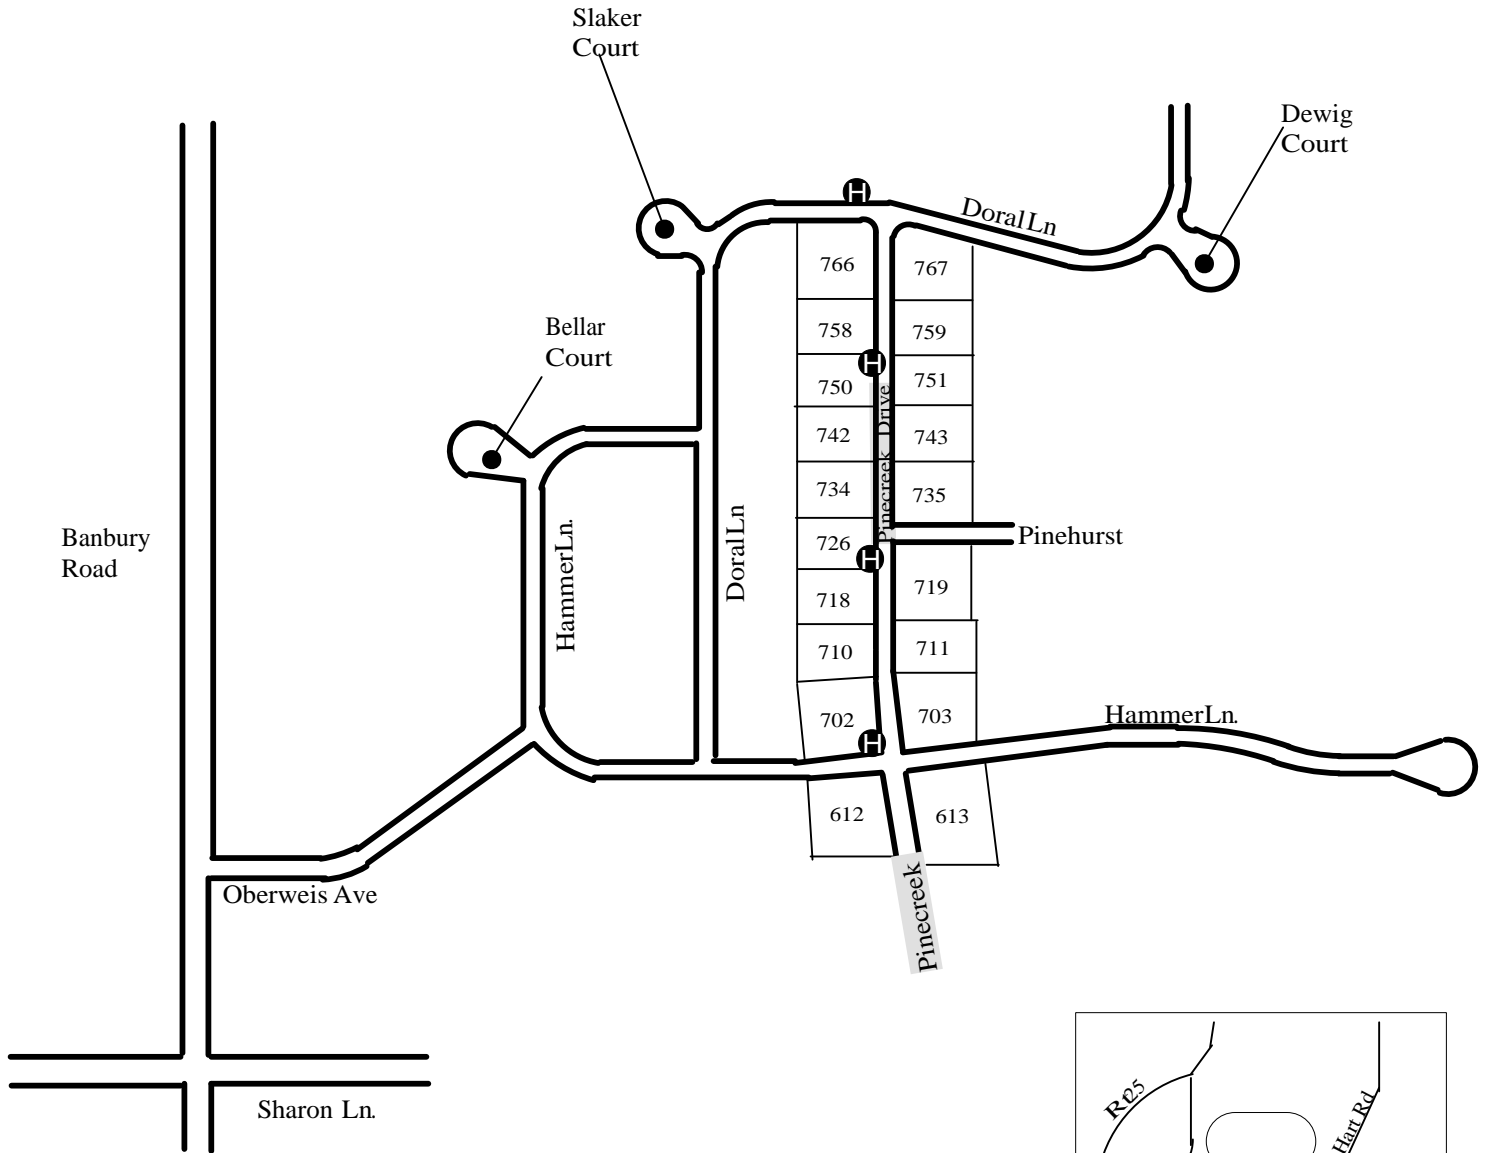 Slaker
Court
Dewig
Court
H
Doral Ln
766
767
Bellar
Court
758
759
H
750
751
Pinecreek Drive
742
743
734
735
Banbury
Road
Hammer Ln.
Doral Ln
726
Pinehurst
H
718
719
710
711
702
703
Hammer Ln.
H
612
613
Oberweis Ave
Pinecreek
Sharon Ln.
Rt25
Hart Rd